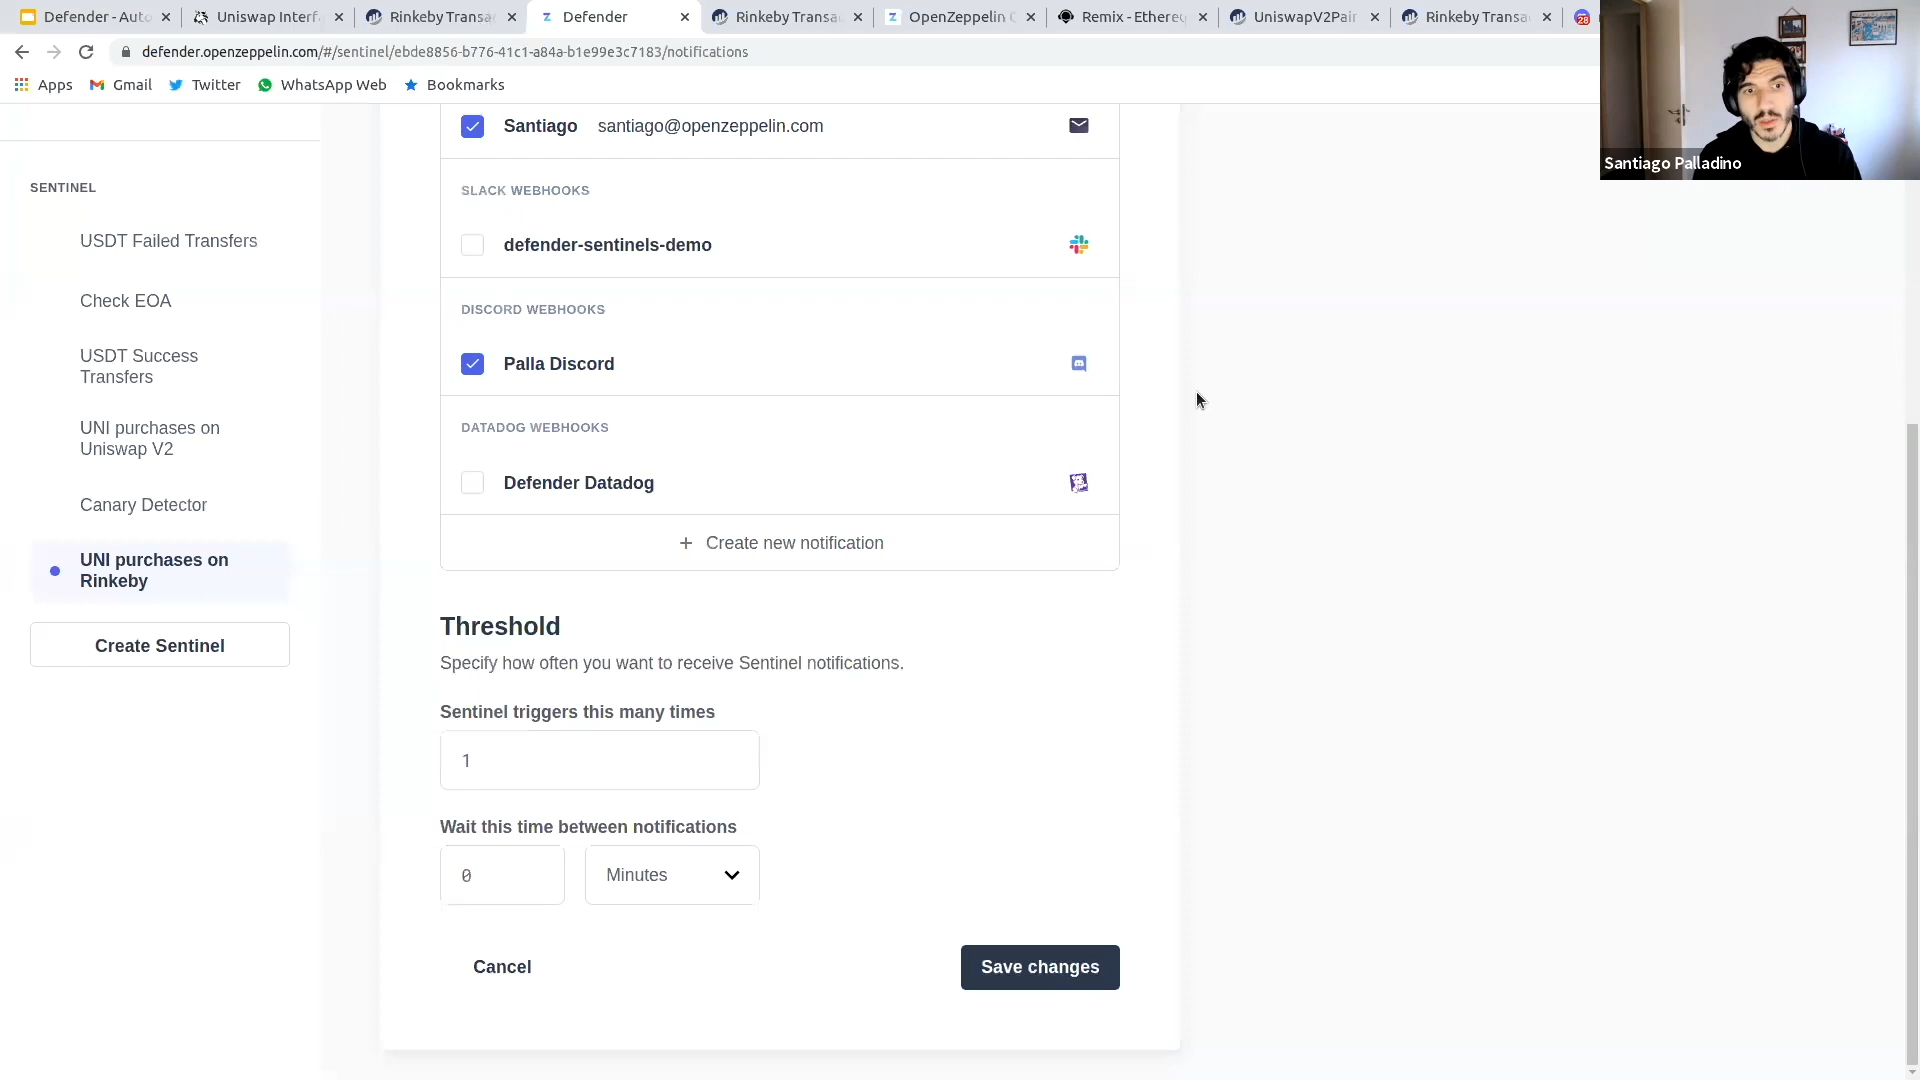 Defender - Auto
Uniswap Interf
Rinkeby Transa
Defender
Rinkeby Transa
OpenZeppelin C
Remix - Ethereu
UniswapV2Pair
Rinkeby Transa
28
defender.openzeppelin.com/#/sentinel/ebde8856-b776-41c1-a84a-b1e99e3c7183/notifications
Apps
Gmail
Twitter
WhatsApp Web
Bookmarks
Santiago Palladino
SENTINEL
USDT Failed Transfers
Check EOA
USDT Success
Transfers
UNI purchases on
Uniswap V2
Canary Detector
UNI purchases on
Rinkeby
Create Sentinel
Santiago santiago@openzeppelin.com
SLACK WEBHOOKS
defender-sentinels-demo
DISCORD WEBHOOKS
Palla Discord
DATADOG WEBHOOKS
Defender Datadog
+ Create new notification
Threshold
Specify how often you want to receive Sentinel notifications.
Sentinel triggers this many times
1
Wait this time between notifications
0
Minutes
Cancel
Save changes